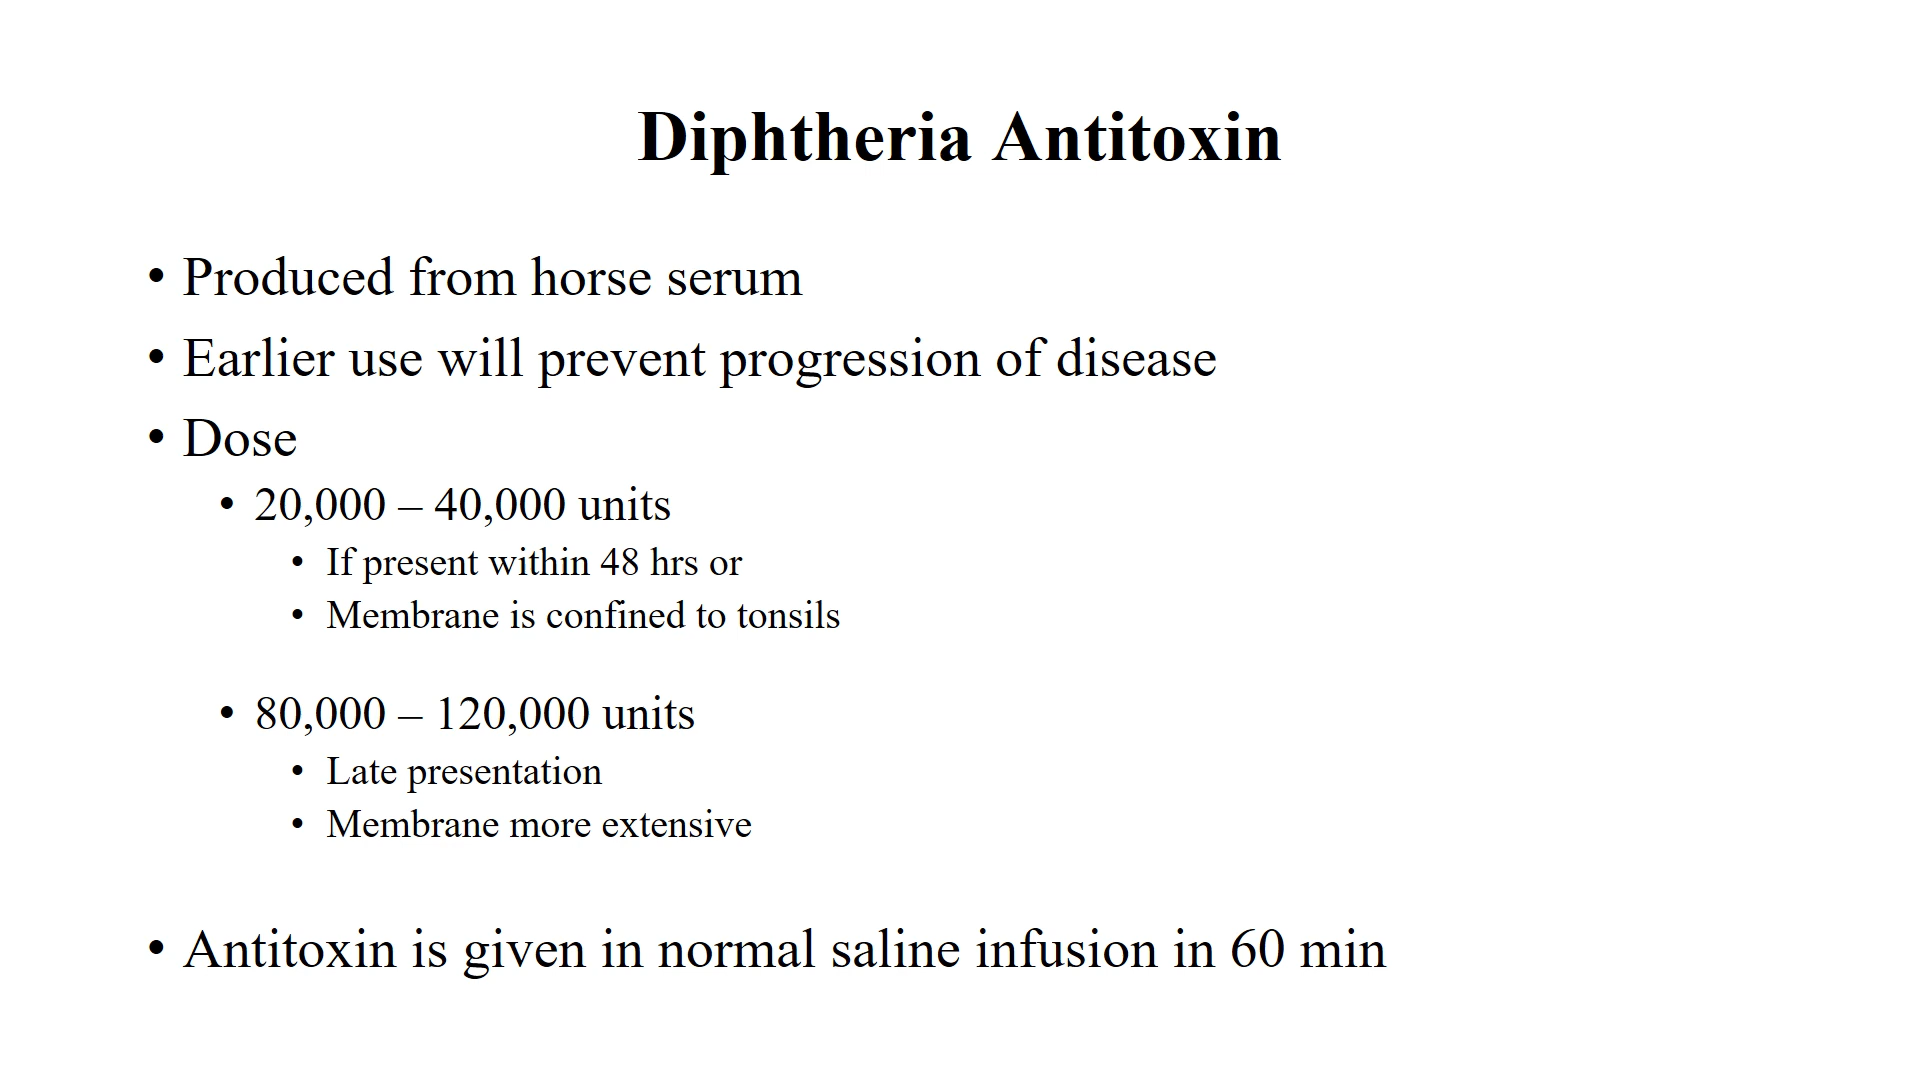 Diphtheria Antitoxin
• Produced from horse serum
• Earlier use will prevent progression of disease
• Dose
• 20,000 – 40,000 units
• If present within 48 hrs or
• Membrane is confined to tonsils
• 80,000 – 120,000 units
• Late presentation
• Membrane more extensive
• Antitoxin is given in normal saline infusion in 60 min